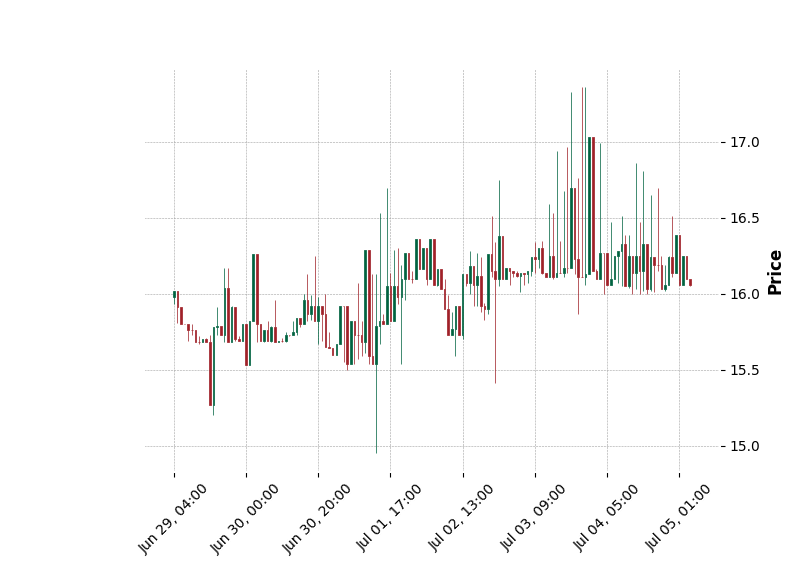 17.0
16.5
16.0
15.5
15.0
Price
Jun 29, 04:00
Jun 30, 00:00
Jun 30, 20:00
Jul 01, 17:00
Jul 02, 13:00
Jul 03, 09:00
Jul 04, 05:00
Jul 05, 01:00